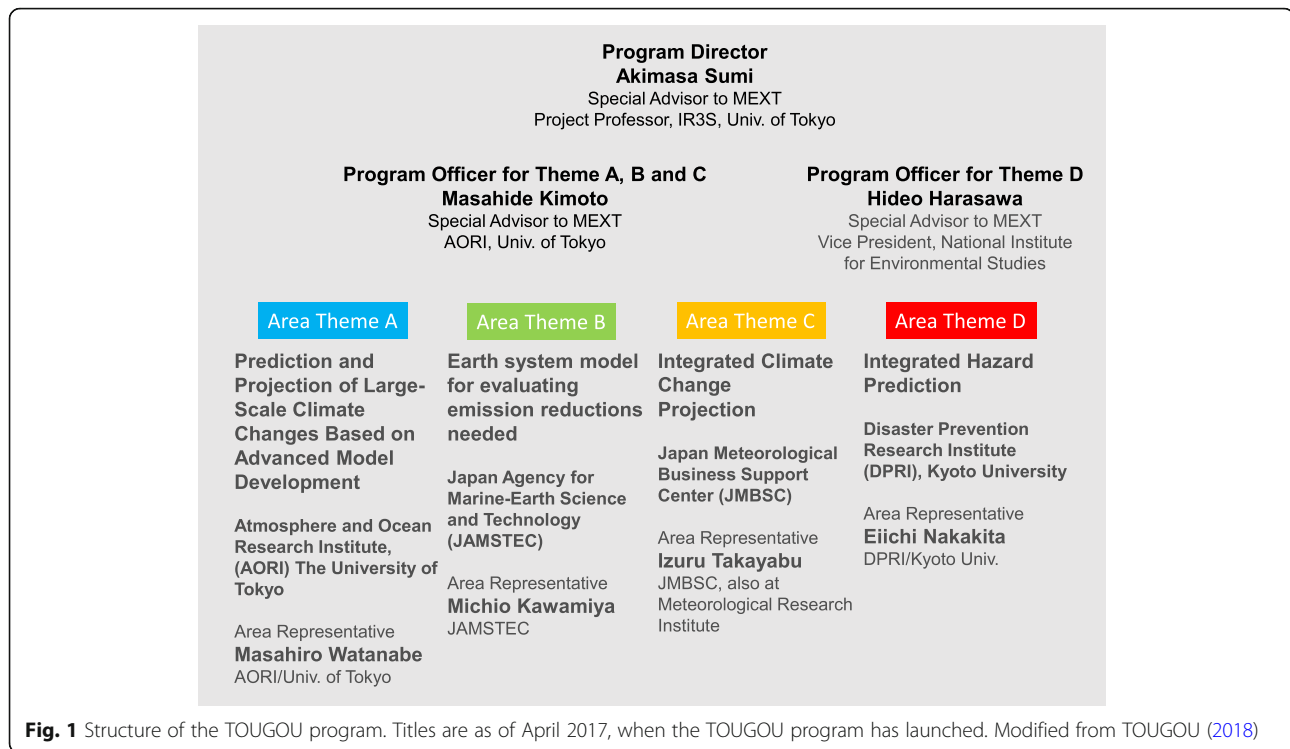 Program Director
Akimasa Sumi
Special Advisor to MEXT
Project Professor, IR3S, Univ. of Tokyo
Program Officer for Theme A, B and C
Masahide Kimoto
Special Advisor to MEXT
AORI, Univ. of Tokyo
Program Officer for Theme D
Hideo Harasawa
Special Advisor to MEXT
Vice President, National Institute
for Environmental Studies
Area Theme A
Prediction and
Projection of Large-
Scale Climate
Changes Based on
Advanced Model
Development
Atmosphere and Ocean
Research Institute,
(AORI) The University of
Tokyo
Area Representative
Masahiro Watanabe
AORI/Univ. of Tokyo
Area Theme B
Earth system model
for evaluating
emission reductions
needed
Japan Agency for
Marine-Earth Science
and Technology
(JAMSTEC)
Area Representative
Michio Kawamiya
JAMSTEC
Area Theme C
Integrated Climate
Change
Projection
Japan Meteorological
Business Support
Center (JMBSC)
Area Representative
Izuru Takayabu
JMBSC, also at
Meteorological Research
Institute
Area Theme D
Integrated Hazard
Prediction
Disaster Prevention
Research Institute
(DPRI), Kyoto University
Area Representative
Eiichi Nakakita
DPRI/Kyoto Univ.
Fig. 1 Structure of the TOUGOU program. Titles are as of April 2017, when the TOUGOU program has launched. Modified from TOUGOU (2018)